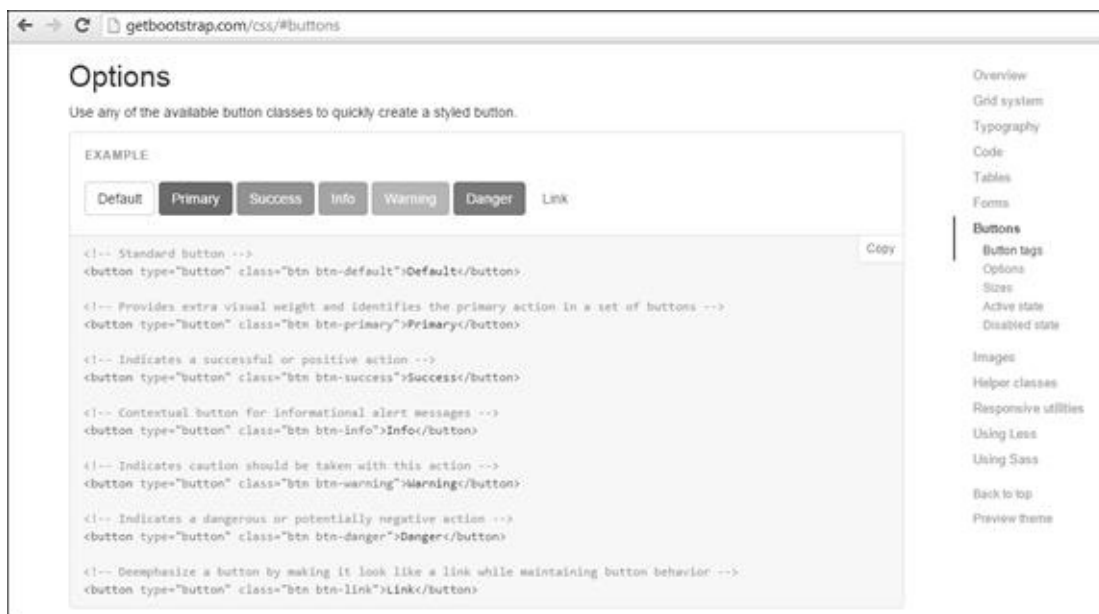 getbootstrap.com/css/#buttons
Options
Use any of the available button classes to quickly create a styled button.
EXAMPLE
Default Primary Success Info Warning Danger Link
Copy
<!-- Standard button -->
<button type="button" class="btn btn-default">Default</button>
<!-- Provides extra visual weight and identifies the primary action in a set of buttons -->
<button type="button" class="btn btn-primary">Primary</button>
<!-- Indicates a successful or positive action -->
<button type="button" class="btn btn-success">Success</button>
<!-- Contextual button for informational alert messages -->
<button type="button" class="btn btn-info">Info</button>
<!-- Indicates caution should be taken with this action -->
<button type="button" class="btn btn-warning">Warning</button>
<!-- Indicates a dangerous or potentially negative action -->
<button type="button" class="btn btn-danger">Danger</button>
<!-- Deemphasize a button by making it look like a link while maintaining button behavior -->
<button type="button" class="btn btn-link">Link</button>
Overview
Grid system
Typography
Code
Tables
Forms
Buttons
Button tags
Options
Sizes
Active state
Disabled state
Images
Helper classes
Responsive utilities
Using Less
Using Sass
Back to top
Preview theme